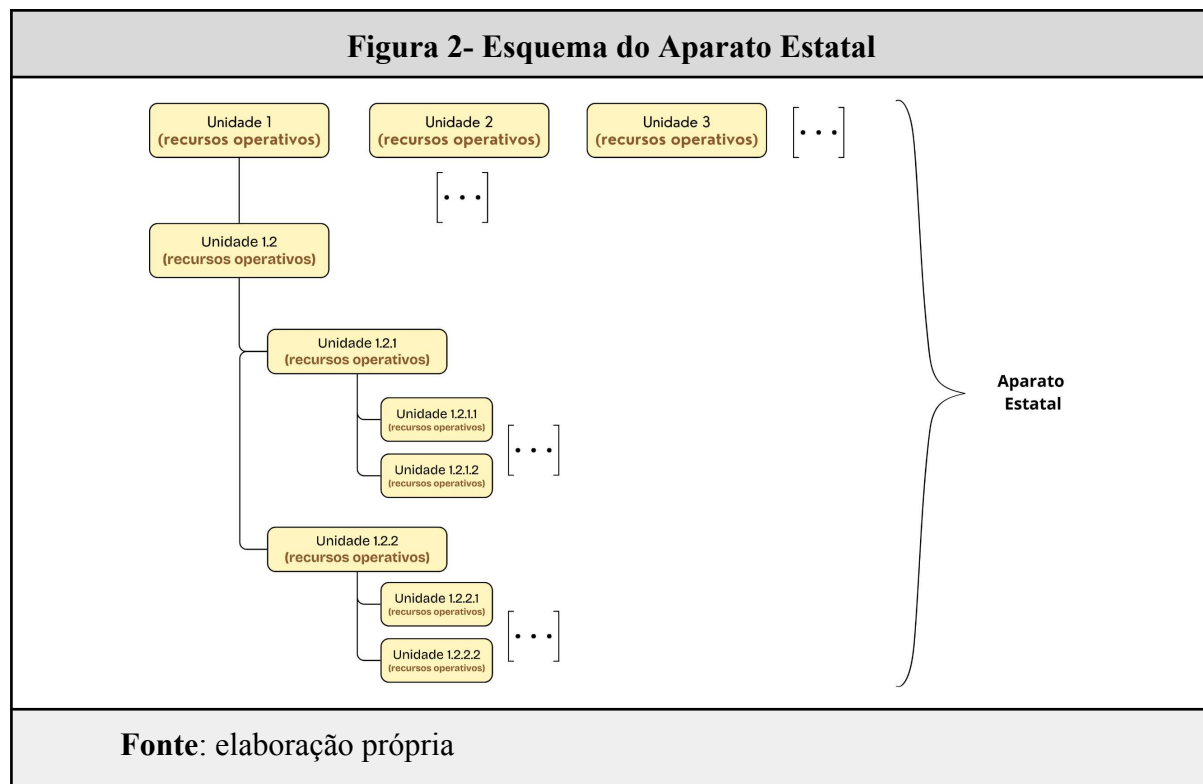 Figura 2- Esquema do Aparato Estatal
Unidade 1
(recursos operativos)
Unidade 2
(recursos operativos)
Unidade 3
(recursos operativos)
[...]
[...]
Unidade 1.2
(recursos operativos)
Unidade 1.2.1
(recursos operativos)
Unidade 1.2.1.1
(recursos operativos)
[...]
Unidade 1.2.1.2
(recursos operativos)
Aparato
Estatal
Unidade 1.2.2
(recursos operativos)
Unidade 1.2.2.1
(recursos operativos)
[...]
Unidade 1.2.2.2
(recursos operativos)
Fonte: elaboração própria